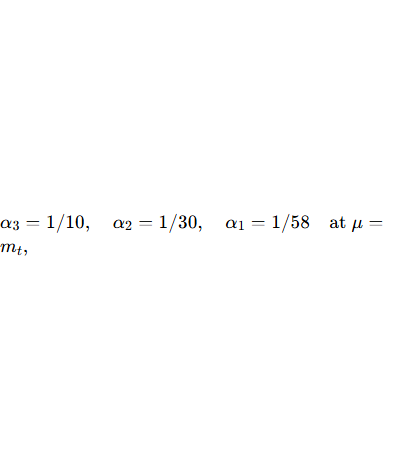 α₃ = 1/10, α₂ = 1/30, α₁ = 1/58 at μ =
mₜ,